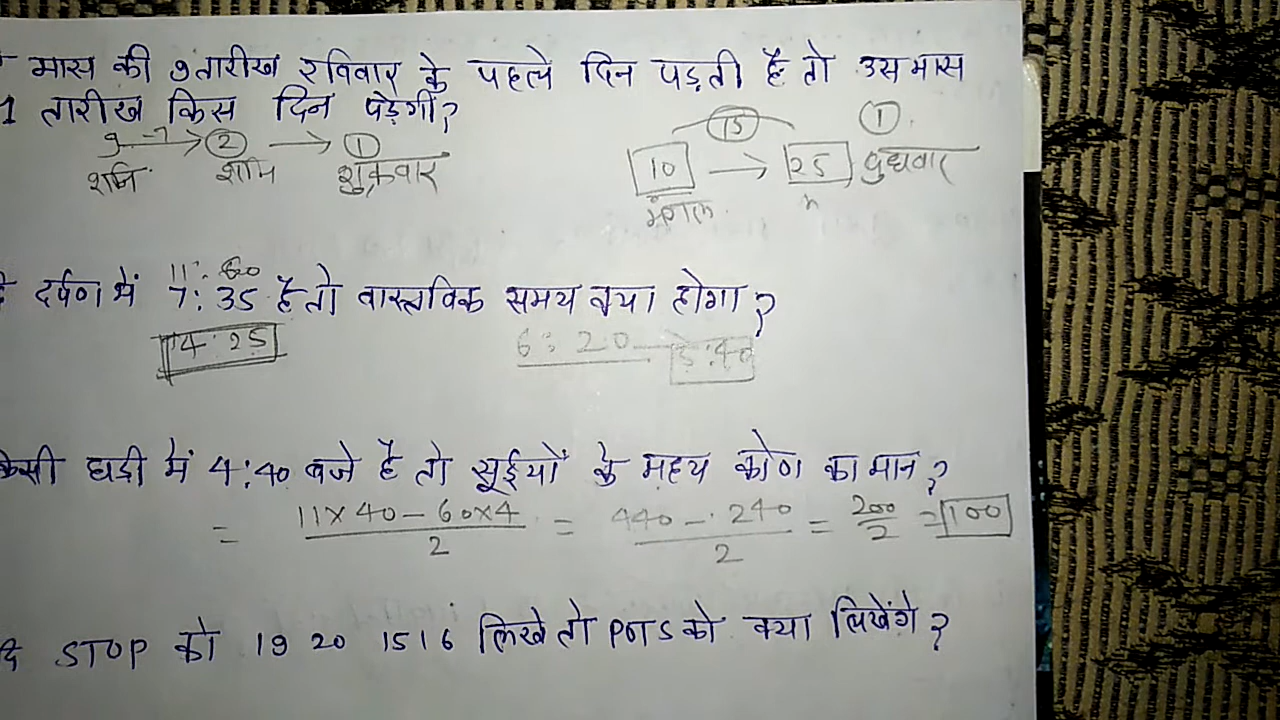 मास की 9 तारीख रविवार के पहले दिन पड़ती है तो उस मास
1 तारीख किस दिन पड़ेगी?
9 -7 → 2 → 1
शनि शनि शुक्रवार
15 1
10 → 25 बुधवार
मंगल
11: 60
दर्पण में 7:35 है तो वास्तविक समय क्या होगा?
4:25 6:20 5:40
किसी घड़ी में 4:40 बजे है तो सूईयों के मध्य कोण का मान?
= 11×40-60×4 / 2 = 440-240 / 2 = 200 / 2 = 100
दि STOP को 19 20 15 16 लिखे तो POTS को क्या लिखेंगे?